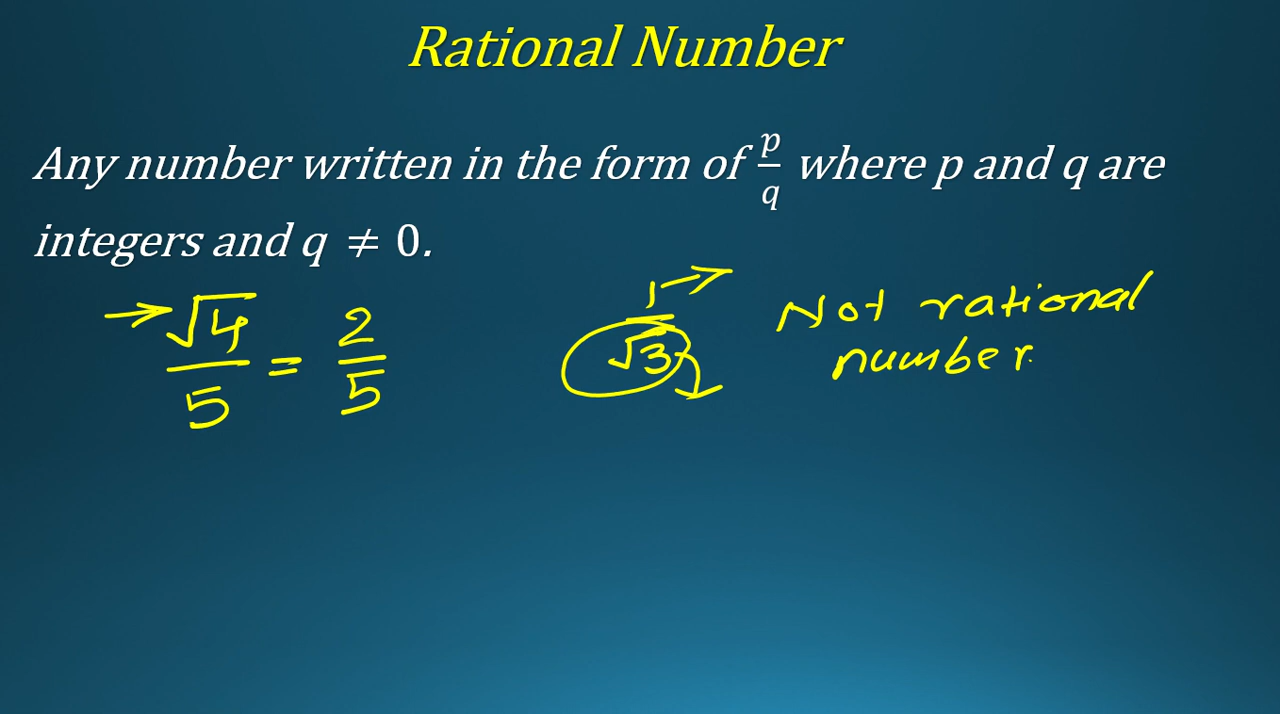 Rational Number
Any number written in the form of p/q where p and q are
integers and q ≠ 0.
→ √4/5 = 2/5
1/√3
Not rational
number.